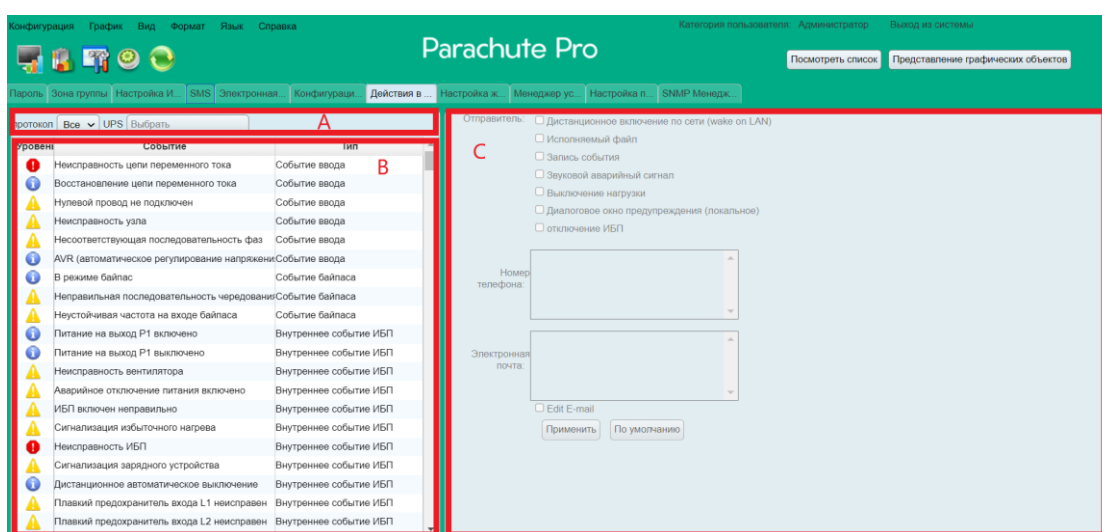 Конфигурация График Вид Формат Язык Справка
Категория пользователя: Администратор Выход из системы
Parachute Pro
Посмотреть список Представление графических объектов
Пароль Зона группы Настройка И... SMS Электронная... Конфигураци... Действия в ... Настройка ж... Менеджер ус... Настройка п... SNMP Менедж...
протокол Все UPS Выбрать A
Уровень Событие Тип
B
Неисправность цепи переменного тока Событие ввода
Восстановление цепи переменного тока Событие ввода
Нулевой провод не подключен Событие ввода
Неисправность узла Событие ввода
Несоответствующая последовательность фаз Событие ввода
AVR (автоматическое регулирование напряжени Событие ввода
В режиме байпас Событие байпаса
Неправильная последовательность чередовани Событие байпаса
Неустойчивая частота на входе байпаса Событие байпаса
Питание на выход P1 включено Внутреннее событие ИБП
Питание на выход P1 выключено Внутреннее событие ИБП
Неисправность вентилятора Внутреннее событие ИБП
Аварийное отключение питания включено Внутреннее событие ИБП
ИБП включен неправильно Внутреннее событие ИБП
Сигнализация избыточного нагрева Внутреннее событие ИБП
Неисправность ИБП Внутреннее событие ИБП
Сигнализация зарядного устройства Внутреннее событие ИБП
Дистанционное автоматическое выключение Внутреннее событие ИБП
Плавкий предохранитель входа L1 неисправен Внутреннее событие ИБП
Плавкий предохранитель входа L2 неисправен Внутреннее событие ИБП
C
Отправитель: Дистанционное включение по сети (wake on LAN)
Исполняемый файл
Запись события
Звуковой аварийный сигнал
Выключение нагрузки
Диалоговое окно предупреждения (локальное)
отключение ИБП
Номер
телефона:
Электронная
почта:
Edit E-mail
Применить По умолчанию